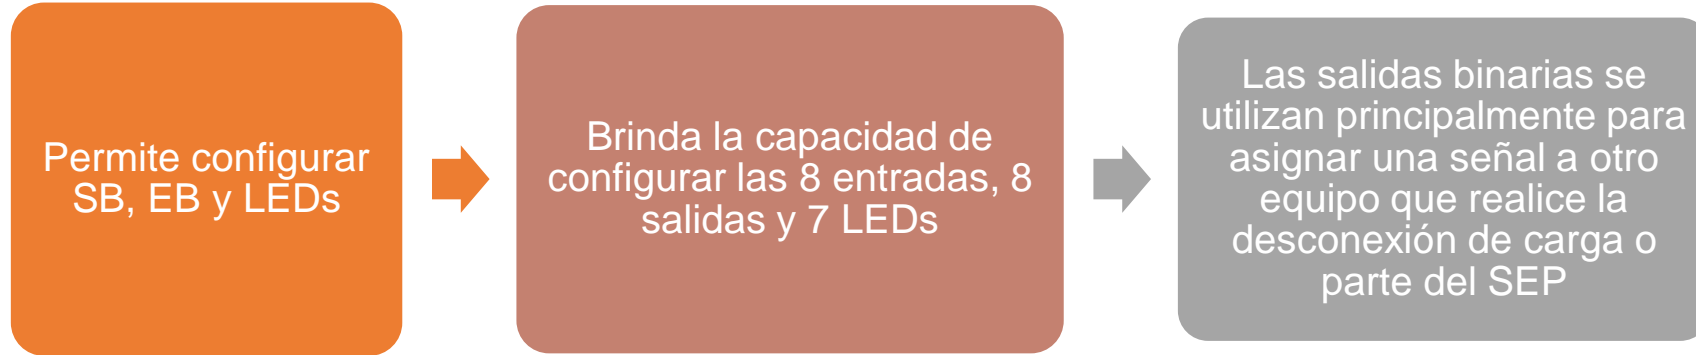 Permite configurar
SB, EB y LEDs
Brinda la capacidad de
configurar las 8 entradas, 8
salidas y 7 LEDs
Las salidas binarias se
utilizan principalmente para
asignar una señal a otro
equipo que realice la
desconexión de carga o
parte del SEP